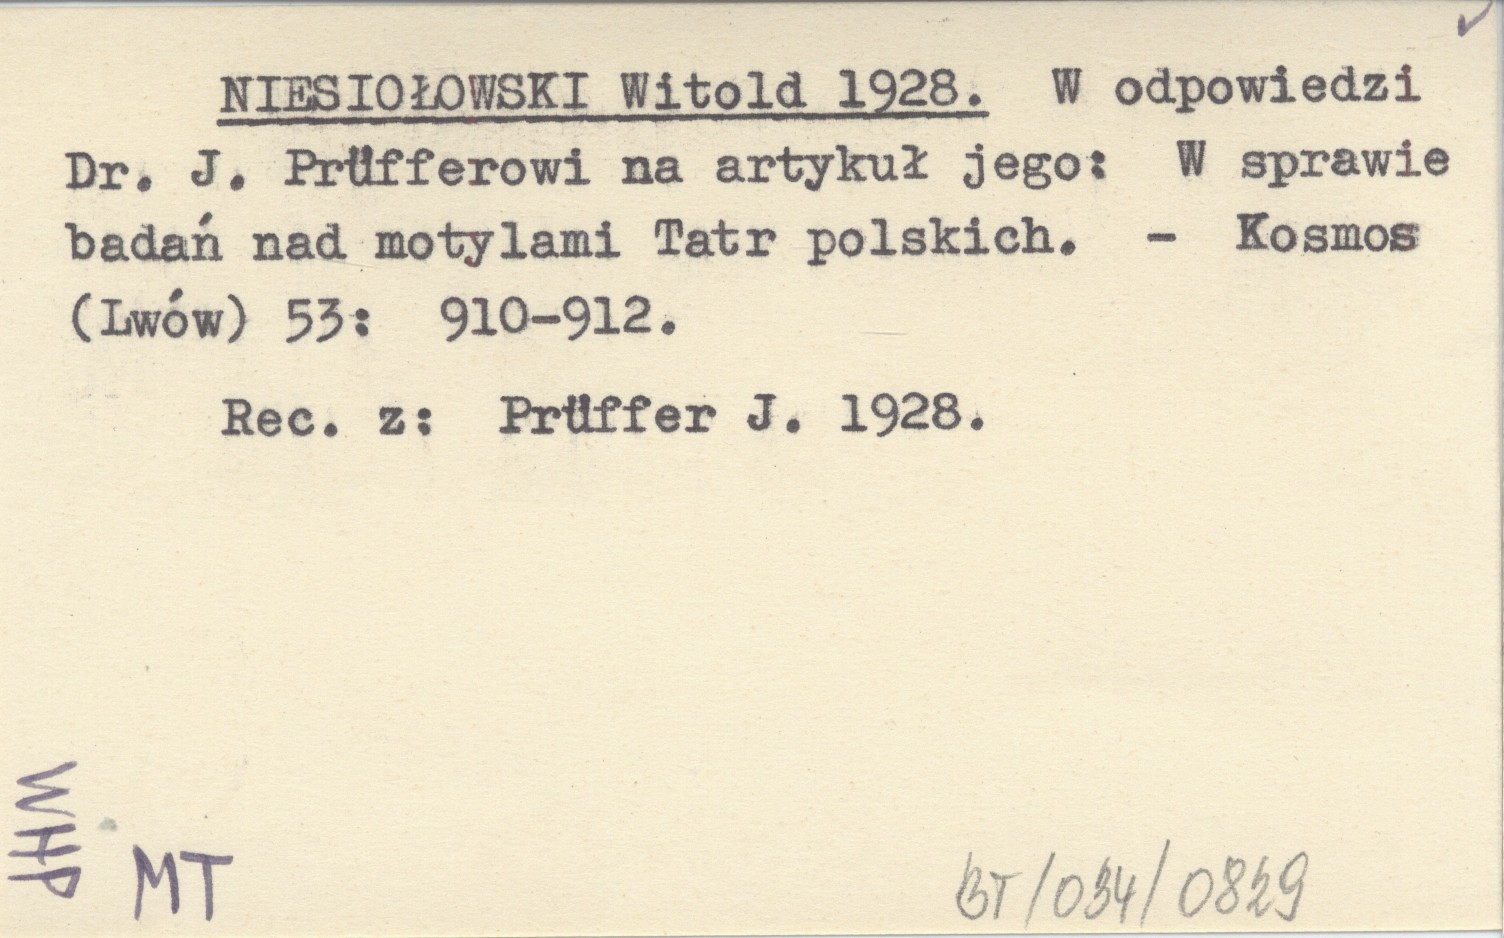 NIESIOŁOWSKI Witold 1928. W odpowiedzi
Dr. J. Prüfferowi na artykuł jego: W sprawie
badań nad motylami Tatr polskich. - Kosmos
(Lwów) 53: 910-912.
Rec. z: Prüffer J. 1928.
WHP
MT
BT/034/0829